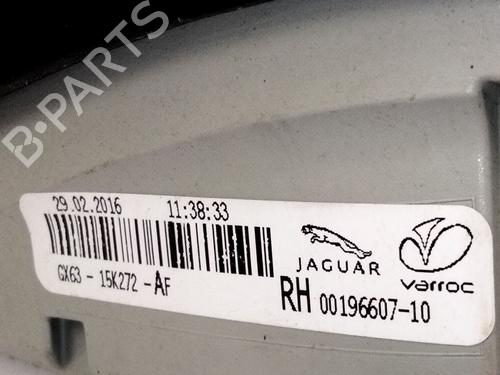 B-PARTS
29.02.2016 11:38:33
GX63 - 15K272 - AF
JAGUAR
varroc
RH 00196607-10